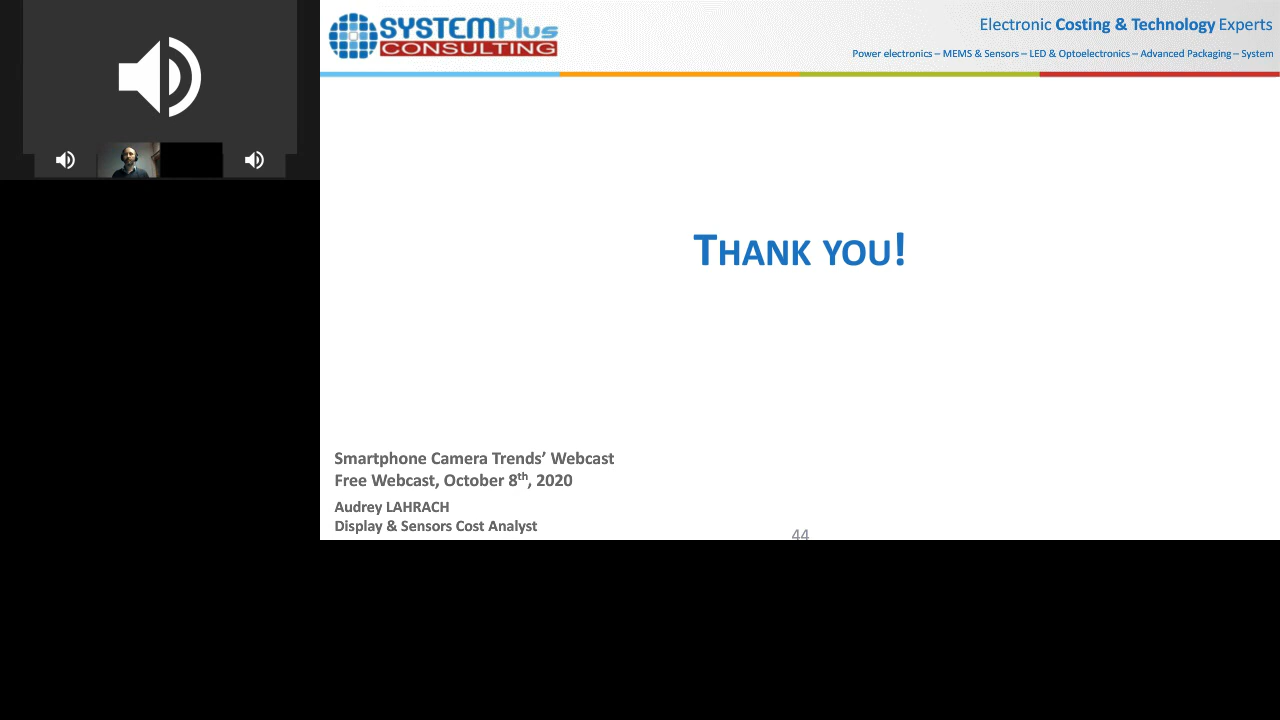 SYSTEMPlus
CONSULTING
Electronic Costing & Technology Experts
Power electronics – MEMS & Sensors – LED & Optoelectronics – Advanced Packaging – System
THANK YOU!
Smartphone Camera Trends’ Webcast
Free Webcast, October 8th, 2020
Audrey LAHRACH
Display & Sensors Cost Analyst
44